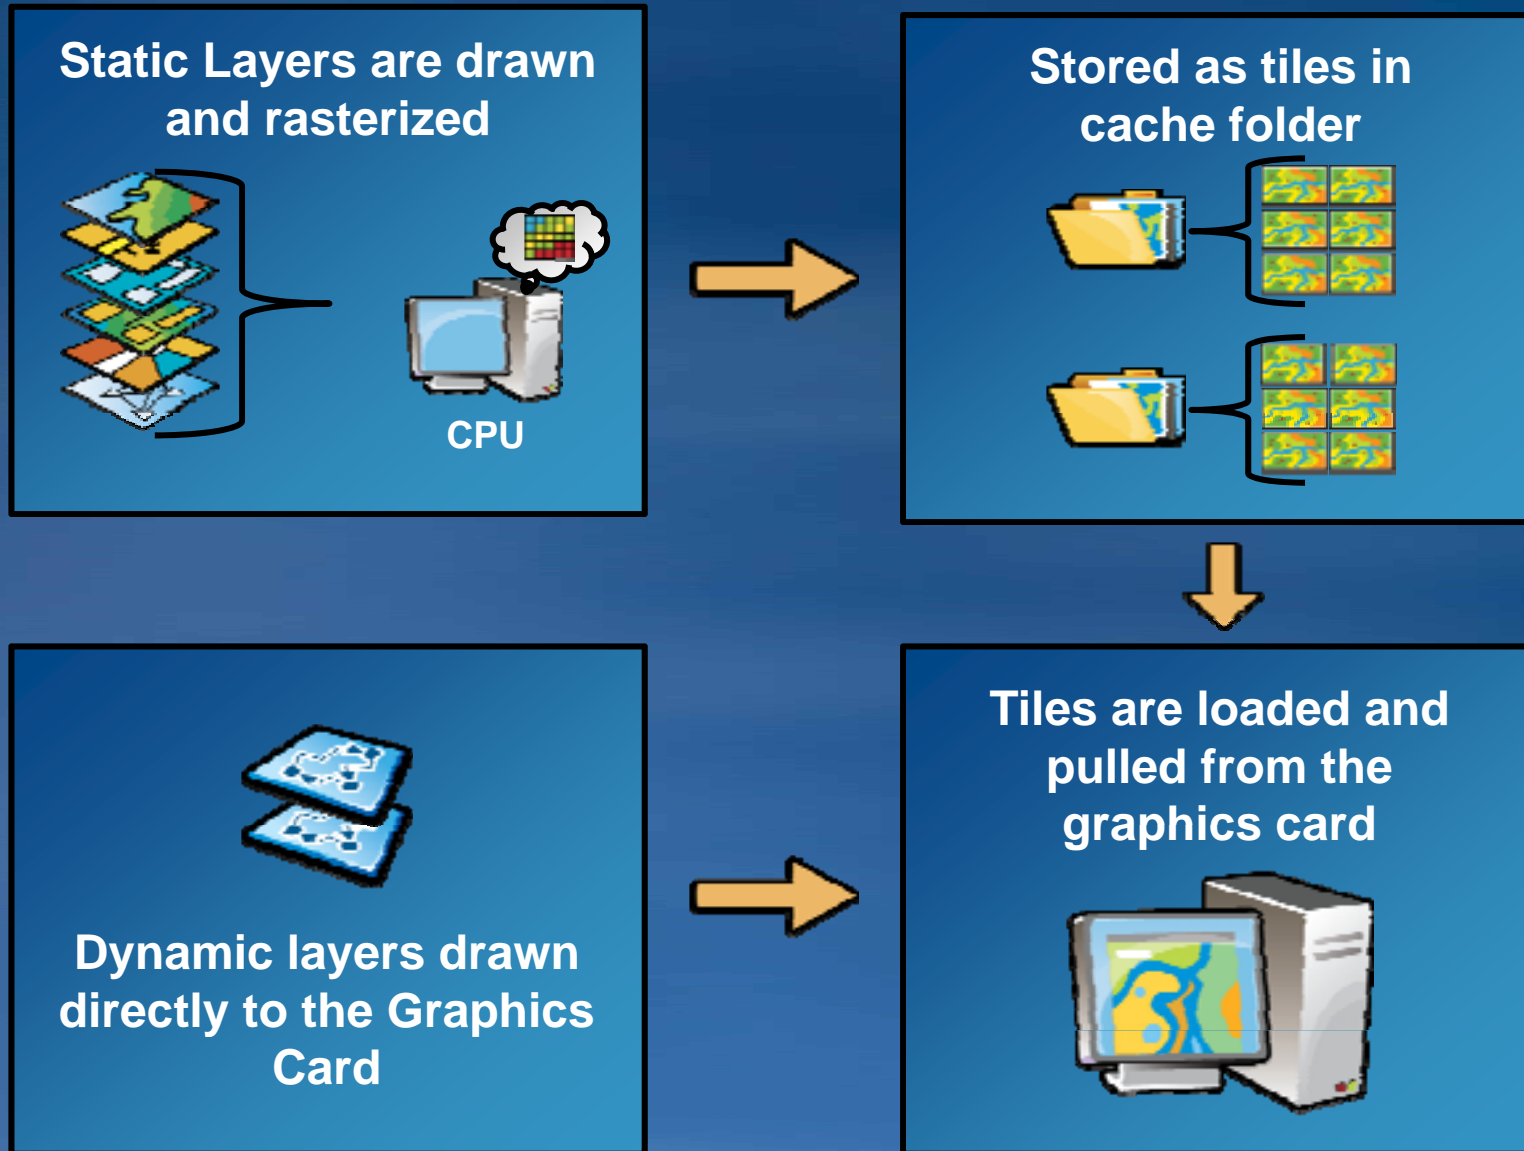 Static Layers are drawn
and rasterized
CPU
Stored as tiles in
cache folder
Dynamic layers drawn
directly to the Graphics
Card
Tiles are loaded and
pulled from the
graphics card